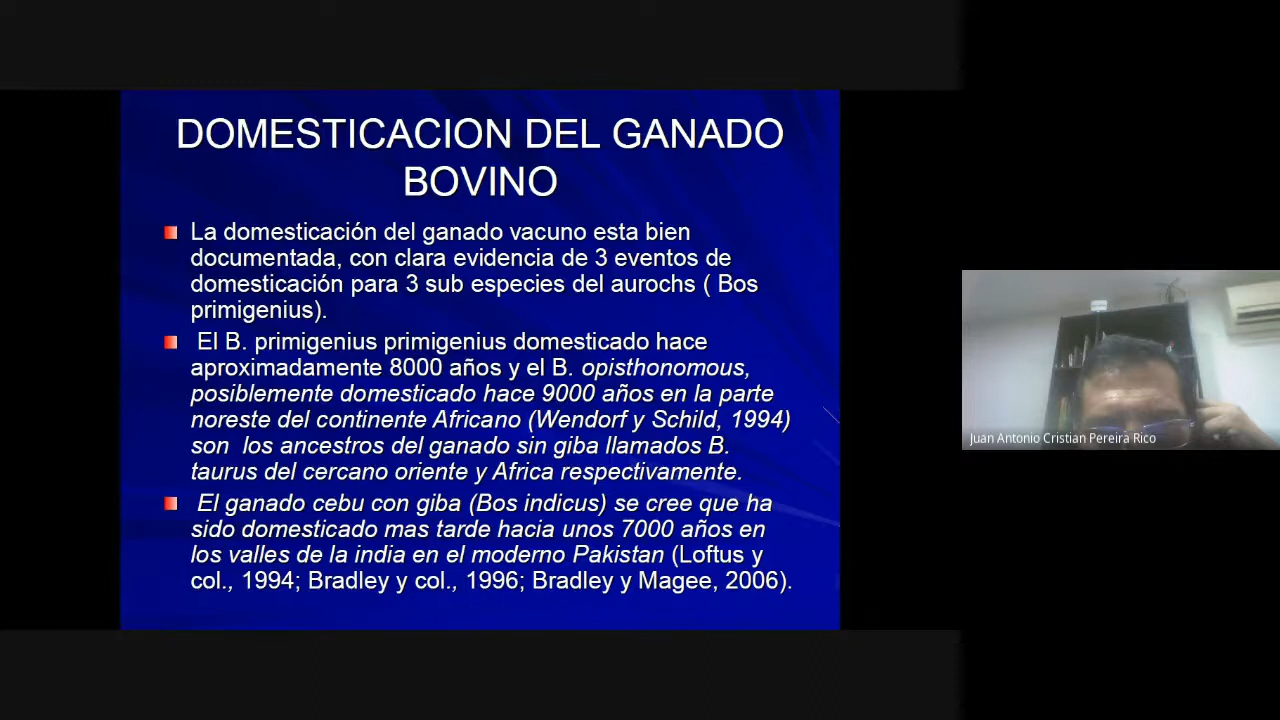 DOMESTICACION DEL GANADO
BOVINO
La domesticación del ganado vacuno esta bien
documentada, con clara evidencia de 3 eventos de
domesticación para 3 sub especies del aurochs ( Bos
primigenius).
El B. primigenius primigenius domesticado hace
aproximadamente 8000 años y el B. opisthonomous,
posiblemente domesticado hace 9000 años en la parte
noreste del continente Africano (Wendorf y Schild, 1994)
son los ancestros del ganado sin giba llamados B.
taurus del cercano oriente y Africa respectivamente.
El ganado cebu con giba (Bos indicus) se cree que ha
sido domesticado mas tarde hacia unos 7000 años en
los valles de la india en el moderno Pakistan (Loftus y
col., 1994; Bradley y col., 1996; Bradley y Magee, 2006).
Juan Antonio Cristian Pereira Rico